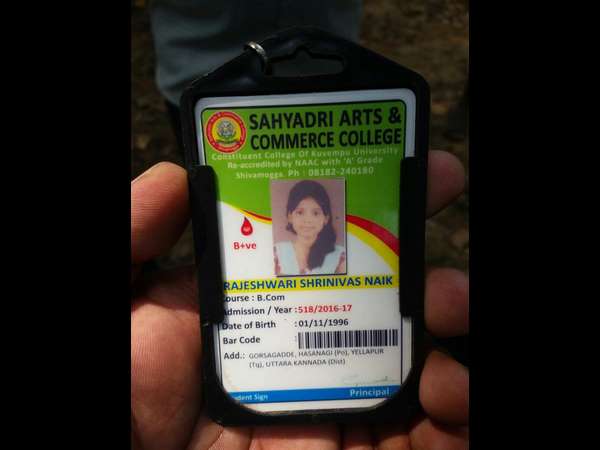 SAHYADRI ARTS &
COMMERCE COLLEGE
Constituent College Of Kuvempu University
Re-accredited by NAAC with 'A' Grade
Shivamogga. Ph : 08182-240180
B+ve
RAJESHWARI SHRINIVAS NAIK
Course : B.Com
Admission / Year : 518/2016-17
Date of Birth : 01/11/1996
Bar Code :
Add.: GORSAGADDE, HASANAGI (Po), YELLAPUR
(Tq), UTTARA KANNADA (Dist)
Student Sign Principal